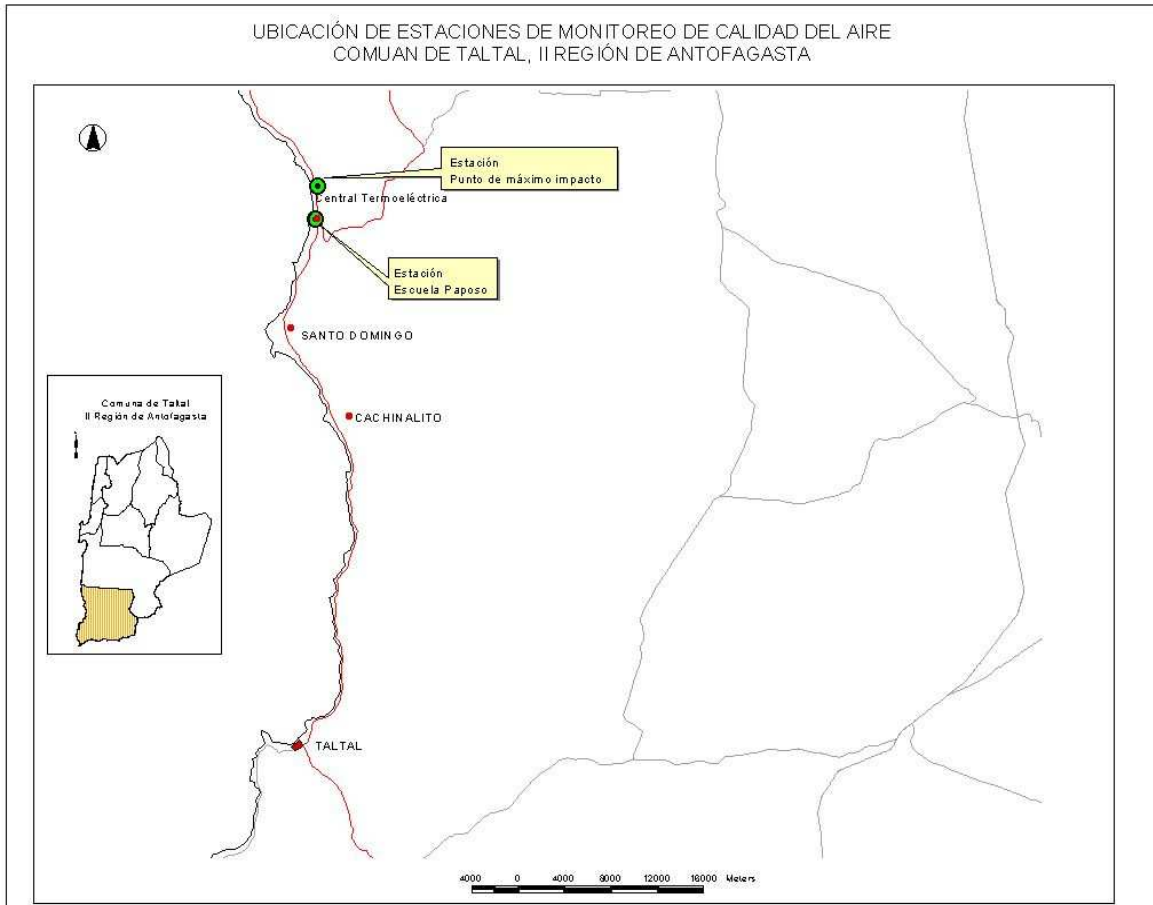 UBICACIÓN DE ESTACIONES DE MONITOREO DE CALIDAD DEL AIRE
COMUAN DE TALTAL, II REGIÓN DE ANTOFAGASTA
Estación
Punto de máximo impacto
Central Termoeléctrica
Estación
Escuela Paposo
SANTO DOMINGO
CACHINALITO
Comuna de Taltal
II Región de Antofagasta
TALTAL
4000 0 4000 8000 12000 16000 Meters